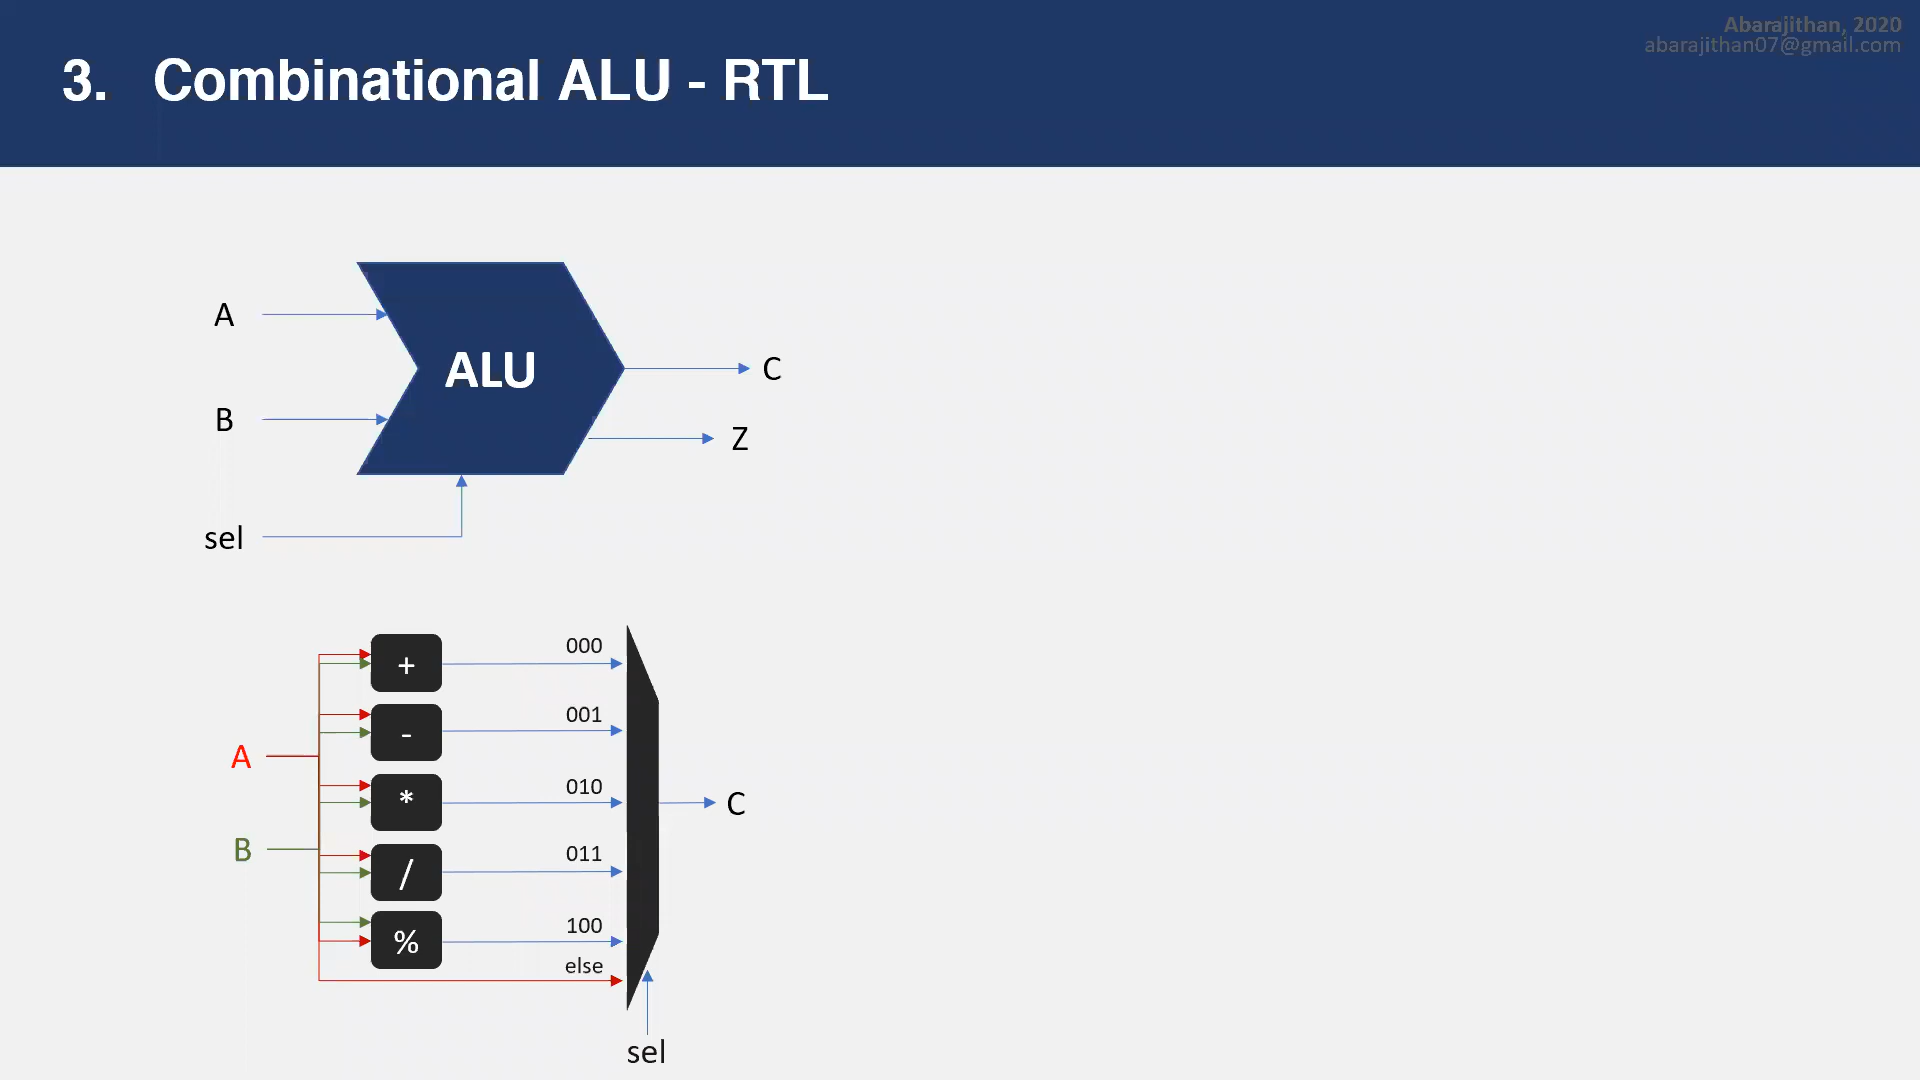 Abarajithan, 2020
abarajithan07@gmail.com
3. Combinational ALU - RTL
A
ALU
C
B
Z
sel
000
+
001
-
A
010
*
C
B
011
/
100
%
else
sel